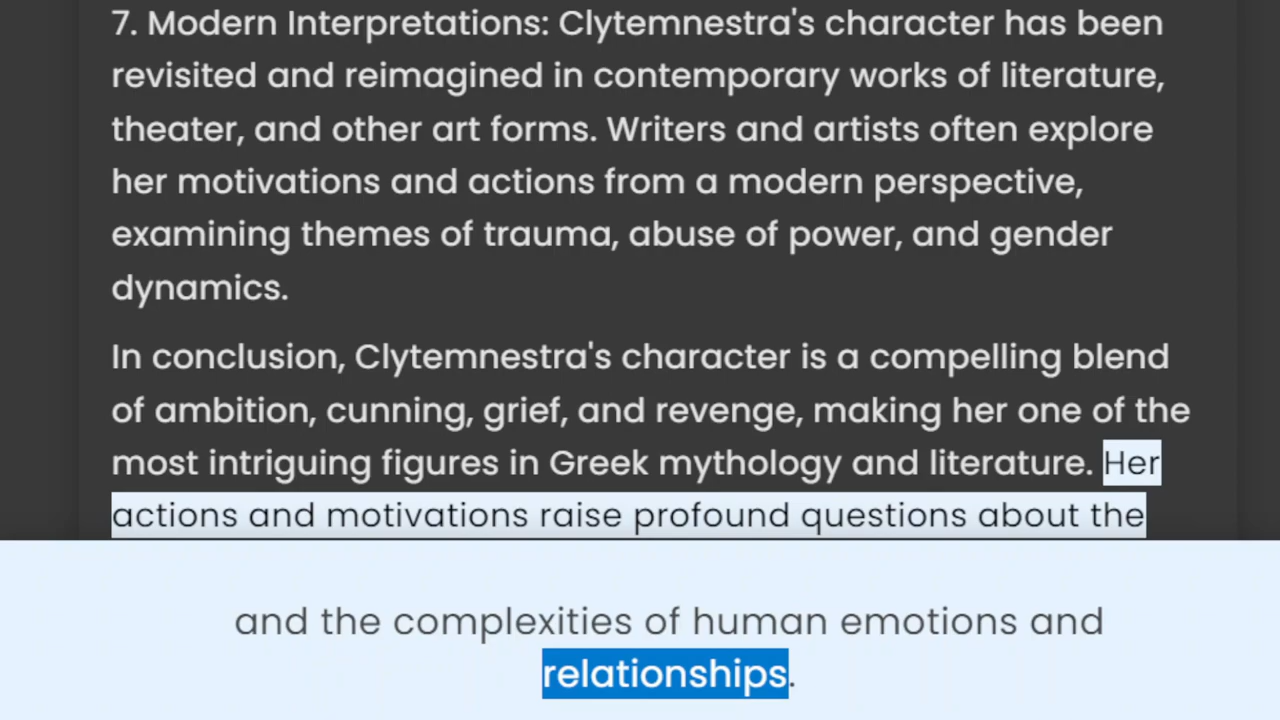 7. Modern Interpretations: Clytemnestra's character has been
revisited and reimagined in contemporary works of literature,
theater, and other art forms. Writers and artists often explore
her motivations and actions from a modern perspective,
examining themes of trauma, abuse of power, and gender
dynamics.
In conclusion, Clytemnestra's character is a compelling blend
of ambition, cunning, grief, and revenge, making her one of the
most intriguing figures in Greek mythology and literature. Her
actions and motivations raise profound questions about the
and the complexities of human emotions and
relationships.